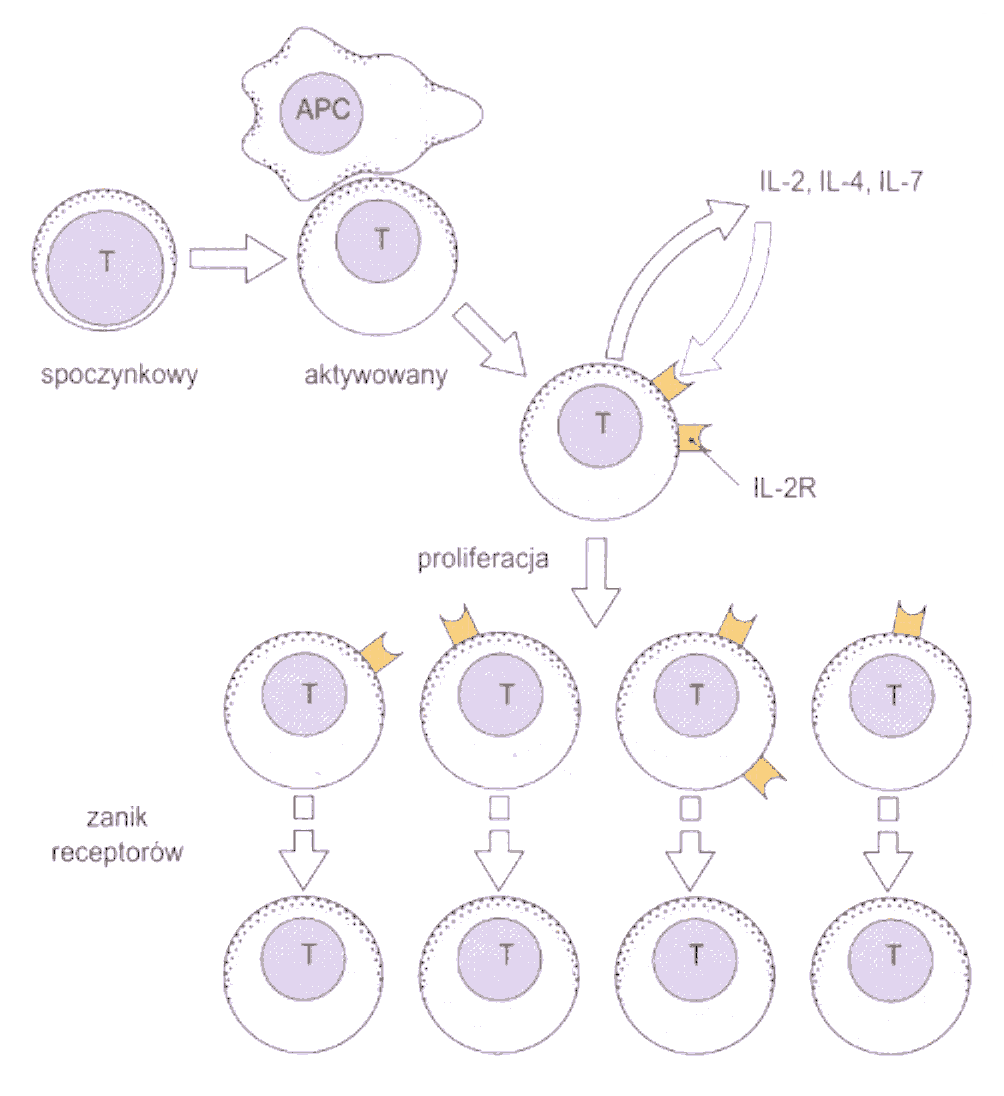 APC
IL-2, IL-4, IL-7
T
T
spoczynkowy
aktywowany
T
IL-2R
proliferacja
T
T
T
T
zanik
receptorów
T
T
T
T